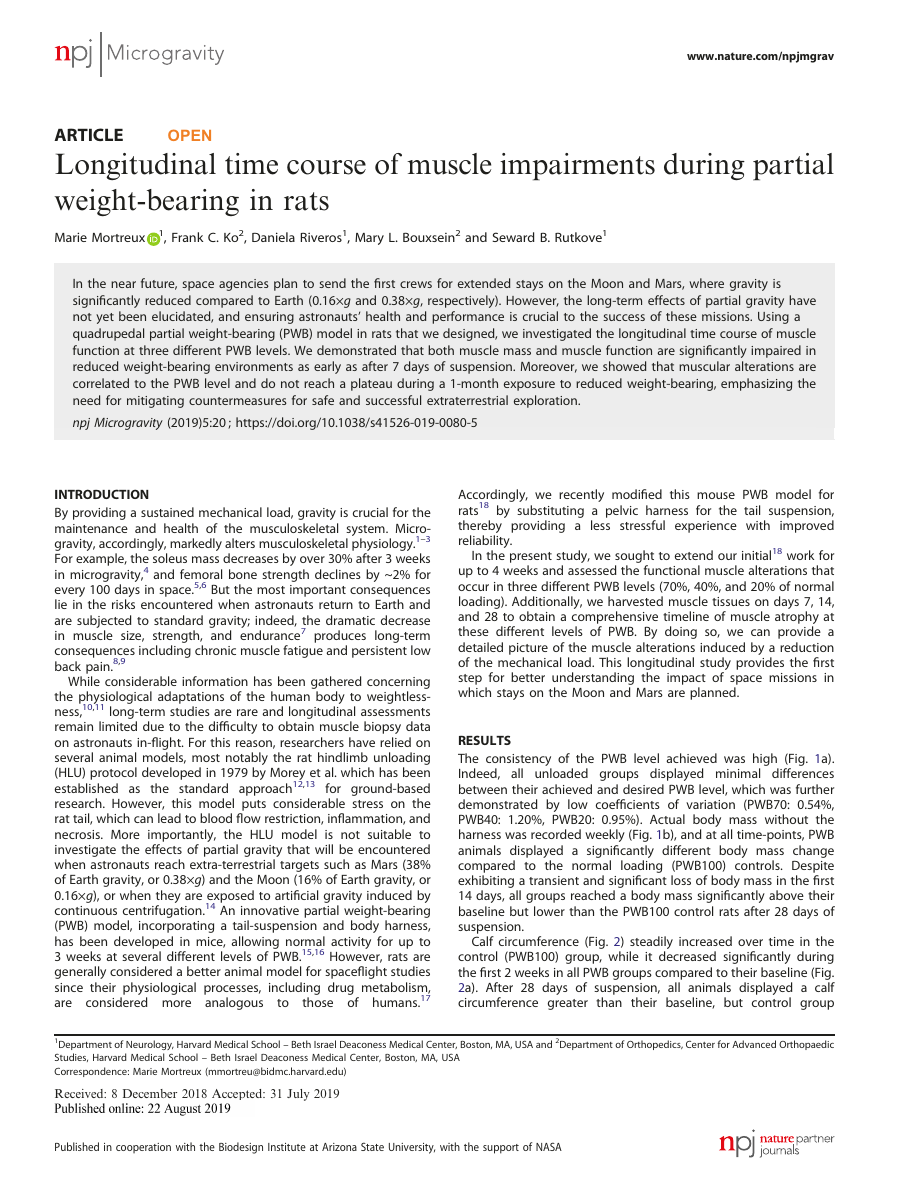 npj | Microgravity
www.nature.com/npjmgrav
ARTICLE OPEN
Longitudinal time course of muscle impairments during partial
weight-bearing in rats
Marie Mortreux iD 1, Frank C. Ko2, Daniela Riveros1, Mary L. Bouxsein2 and Seward B. Rutkove1
In the near future, space agencies plan to send the first crews for extended stays on the Moon and Mars, where gravity is
significantly reduced compared to Earth (0.16×g and 0.38×g, respectively). However, the long-term effects of partial gravity have
not yet been elucidated, and ensuring astronauts' health and performance is crucial to the success of these missions. Using a
quadrupedal partial weight-bearing (PWB) model in rats that we designed, we investigated the longitudinal time course of muscle
function at three different PWB levels. We demonstrated that both muscle mass and muscle function are significantly impaired in
reduced weight-bearing environments as early as after 7 days of suspension. Moreover, we showed that muscular alterations are
correlated to the PWB level and do not reach a plateau during a 1-month exposure to reduced weight-bearing, emphasizing the
need for mitigating countermeasures for safe and successful extraterrestrial exploration.
npj Microgravity (2019)5:20 ; https://doi.org/10.1038/s41526-019-0080-5
INTRODUCTION
By providing a sustained mechanical load, gravity is crucial for the
maintenance and health of the musculoskeletal system. Micro-
gravity, accordingly, markedly alters musculoskeletal physiology.1–3
For example, the soleus mass decreases by over 30% after 3 weeks
in microgravity,4 and femoral bone strength declines by ~2% for
every 100 days in space.5,6 But the most important consequences
lie in the risks encountered when astronauts return to Earth and
are subjected to standard gravity; indeed, the dramatic decrease
in muscle size, strength, and endurance7 produces long-term
consequences including chronic muscle fatigue and persistent low
back pain.8,9
While considerable information has been gathered concerning
the physiological adaptations of the human body to weightless-
ness,10,11 long-term studies are rare and longitudinal assessments
remain limited due to the difficulty to obtain muscle biopsy data
on astronauts in-flight. For this reason, researchers have relied on
several animal models, most notably the rat hindlimb unloading
(HLU) protocol developed in 1979 by Morey et al. which has been
established as the standard approach12,13 for ground-based
research. However, this model puts considerable stress on the
rat tail, which can lead to blood flow restriction, inflammation, and
necrosis. More importantly, the HLU model is not suitable to
investigate the effects of partial gravity that will be encountered
when astronauts reach extra-terrestrial targets such as Mars (38%
of Earth gravity, or 0.38×g) and the Moon (16% of Earth gravity, or
0.16×g), or when they are exposed to artificial gravity induced by
continuous centrifugation.14 An innovative partial weight-bearing
(PWB) model, incorporating a tail-suspension and body harness,
has been developed in mice, allowing normal activity for up to
3 weeks at several different levels of PWB.15,16 However, rats are
generally considered a better animal model for spaceflight studies
since their physiological processes, including drug metabolism,
are considered more analogous to those of humans.17
Accordingly, we recently modified this mouse PWB model for
rats18 by substituting a pelvic harness for the tail suspension,
thereby providing a less stressful experience with improved
reliability.
In the present study, we sought to extend our initial18 work for
up to 4 weeks and assessed the functional muscle alterations that
occur in three different PWB levels (70%, 40%, and 20% of normal
loading). Additionally, we harvested muscle tissues on days 7, 14,
and 28 to obtain a comprehensive timeline of muscle atrophy at
these different levels of PWB. By doing so, we can provide a
detailed picture of the muscle alterations induced by a reduction
of the mechanical load. This longitudinal study provides the first
step for better understanding the impact of space missions in
which stays on the Moon and Mars are planned.
RESULTS
The consistency of the PWB level achieved was high (Fig. 1a).
Indeed, all unloaded groups displayed minimal differences
between their achieved and desired PWB level, which was further
demonstrated by low coefficients of variation (PWB70: 0.54%,
PWB40: 1.20%, PWB20: 0.95%). Actual body mass without the
harness was recorded weekly (Fig. 1b), and at all time-points, PWB
animals displayed a significantly different body mass change
compared to the normal loading (PWB100) controls. Despite
exhibiting a transient and significant loss of body mass in the first
14 days, all groups reached a body mass significantly above their
baseline but lower than the PWB100 control rats after 28 days of
suspension.
Calf circumference (Fig. 2) steadily increased over time in the
control (PWB100) group, while it decreased significantly during
the first 2 weeks in all PWB groups compared to their baseline (Fig.
2a). After 28 days of suspension, all animals displayed a calf
circumference greater than their baseline, but control group
1Department of Neurology, Harvard Medical School – Beth Israel Deaconess Medical Center, Boston, MA, USA and 2Department of Orthopedics, Center for Advanced Orthopaedic
Studies, Harvard Medical School – Beth Israel Deaconess Medical Center, Boston, MA, USA
Correspondence: Marie Mortreux (mmortreu@bidmc.harvard.edu)
Received: 8 December 2018 Accepted: 31 July 2019
Published online: 22 August 2019
Published in cooperation with the Biodesign Institute at Arizona State University, with the support of NASA
npj nature partner
journals